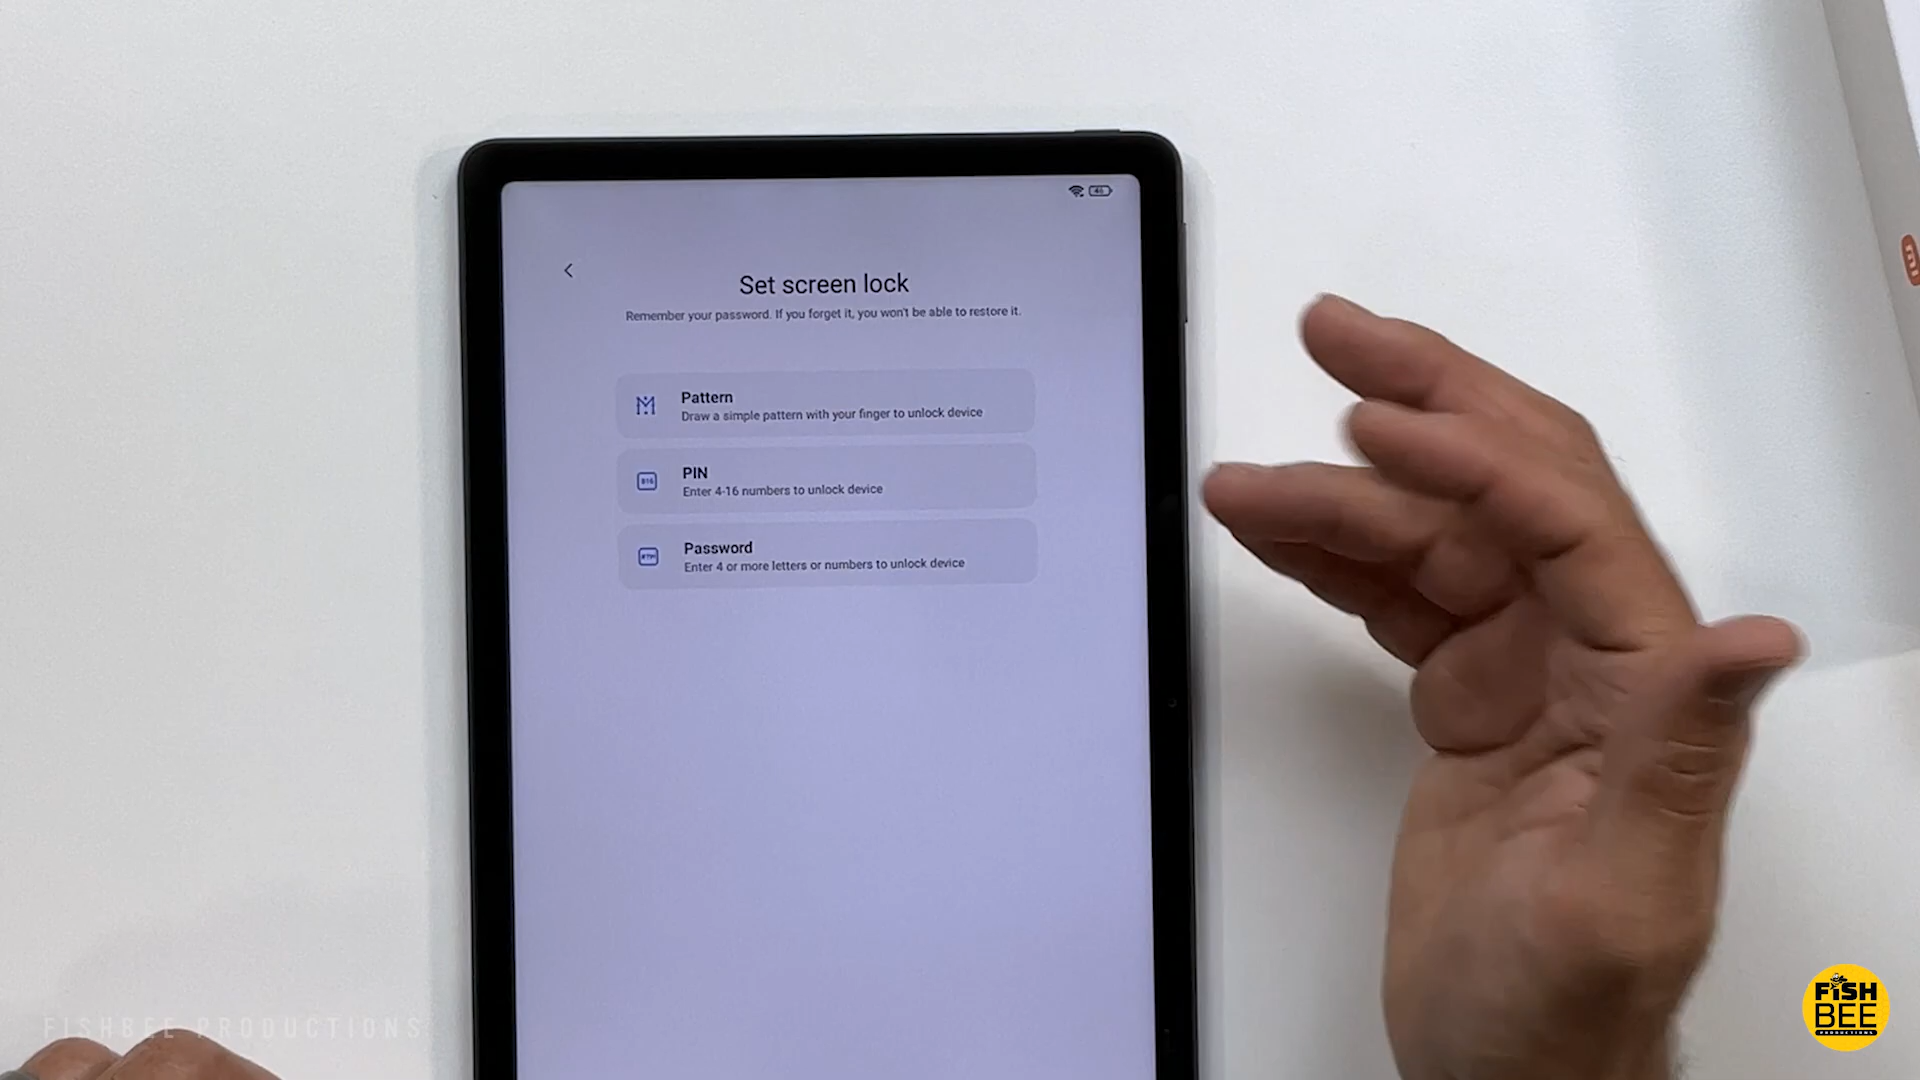 46
Set screen lock
Remember your password. If you forget it, you won't be able to restore it.
Pattern
Draw a simple pattern with your finger to unlock device
PIN
Enter 4-16 numbers to unlock device
Password
Enter 4 or more letters or numbers to unlock device
FISHBEE PRODUCTIONS
FISH
BEE
PRODUCTIONS